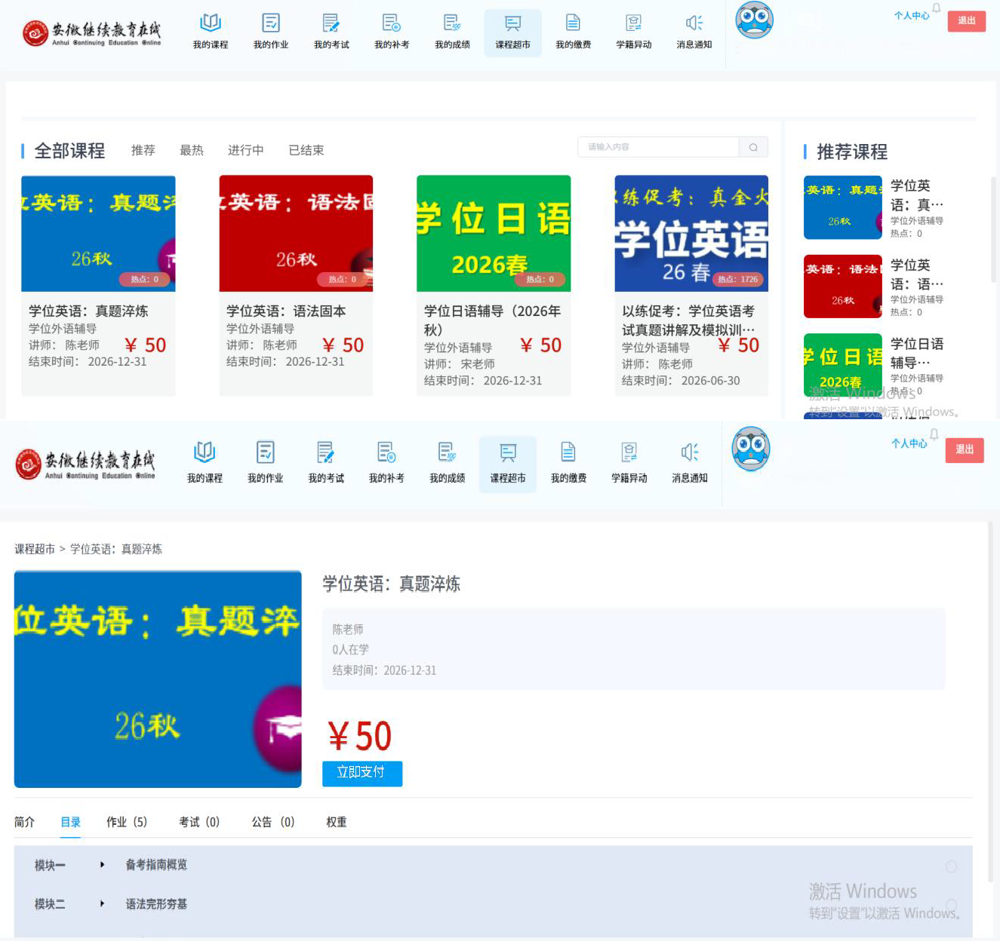 安徽继续教育在线
Anhui Continuing Education Online
我的课程
我的作业
我的考试
我的补考
我的成绩
课程超市
我的缴费
学籍异动
消息通知
个人中心
退出
全部课程
推荐
最热
进行中
已结束
请输入内容
位英语：真题淬
26秋
热点：0
学位英语：真题淬炼
学位外语辅导
讲师： 陈老师
¥ 50
结束时间： 2026-12-31
英语：语法固
26秋
热点：0
学位英语：语法固本
学位外语辅导
讲师： 陈老师
¥ 50
结束时间： 2026-12-31
学位日语
2026春
热点：0
学位日语辅导（2026年
秋）
学位外语辅导
¥ 50
讲师： 宋老师
结束时间： 2026-12-31
以练促考：真金火
学位英语
26 春
热点：1726
以练促考：学位英语考
试真题讲解及模拟训…
学位外语辅导
¥ 50
讲师： 陈老师
结束时间： 2026-06-30
推荐课程
英语：真题
26秋
学位英
语：真…
学位外语辅导
热点：0
英语：语法
26秋
学位英
语：语…
学位外语辅导
热点：0
学位日语
2026春
学位日语
辅导…
学位外语辅导
热点：0
激活 Windows
转到“设置”以激活 Windows。
安徽继续教育在线
Anhui Continuing Education Online
我的课程
我的作业
我的考试
我的补考
我的成绩
课程超市
我的缴费
学籍异动
消息通知
个人中心
退出
课程超市 > 学位英语：真题淬炼
位英语：真题淬
26秋
学位英语：真题淬炼
陈老师
0人在学
结束时间：2026-12-31
¥50
立即支付
简介
目录
作业（5）
考试（0）
公告 （0）
权重
模块一
备考指南概览
模块二
语法完形夯基
激活 Windows
转到“设置”以激活 Windows。